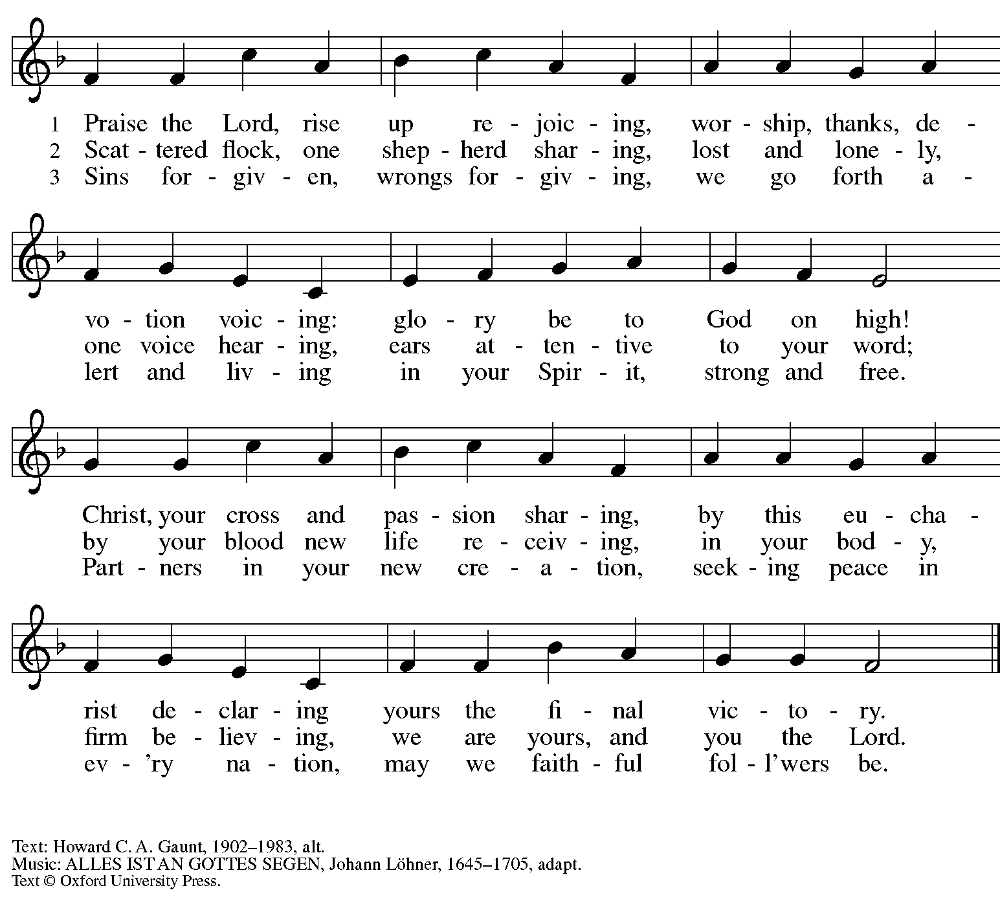 1 Praise the Lord, rise up re - joic - ing, wor - ship, thanks, de -
2 Scat - tered flock, one shep - herd shar - ing, lost and lone - ly,
3 Sins for - giv - en, wrongs for - giv - ing, we go forth a -
vo - tion voic - ing: glo - ry be to God on high!
one voice hear - ing, ears at - ten - tive to your word;
lert and liv - ing in your Spir - it, strong and free.
Christ, your cross and pas - sion shar - ing, by this eu - cha -
by your blood new life re - ceiv - ing, in your bod - y,
Part - ners in your new cre - a - tion, seek - ing peace in
rist de - clar - ing yours the fi - nal vic - to - ry.
firm be - liev - ing, we are yours, and you the Lord.
ev - 'ry na - tion, may we faith - ful fol - l'wers be.
Text: Howard C. A. Gaunt, 1902–1983, alt.
Music: ALLES IST AN GOTTES SEGEN, Johann Löhner, 1645–1705, adapt.
Text © Oxford University Press.